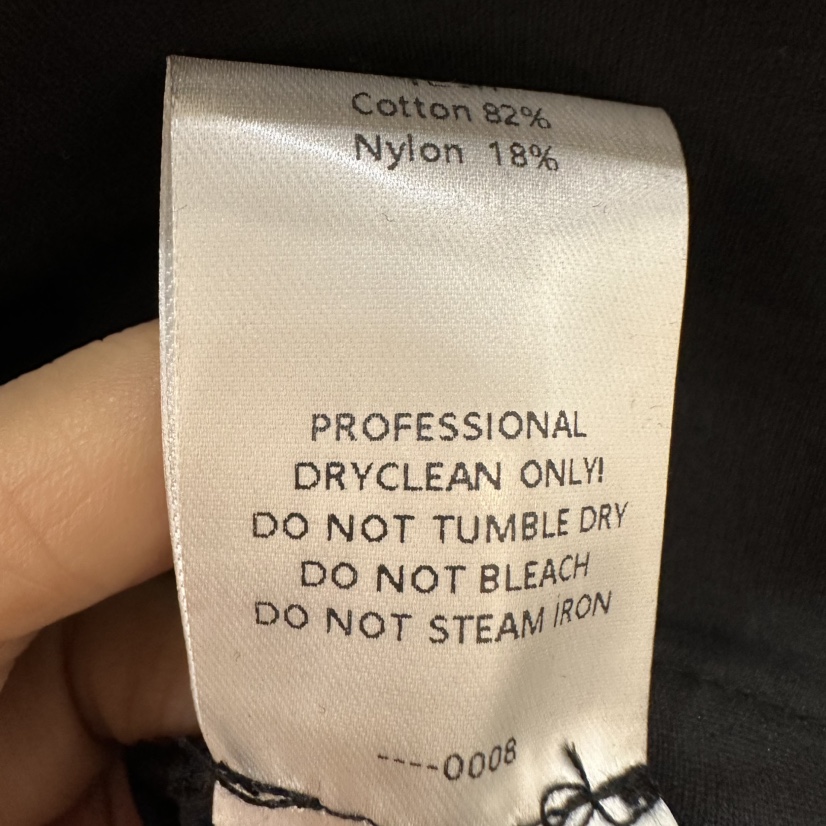 Cotton 82%
Nylon 18%
PROFESSIONAL
DRYCLEAN ONLY!
DO NOT TUMBLE DRY
DO NOT BLEACH
DO NOT STEAM IRON
----0008